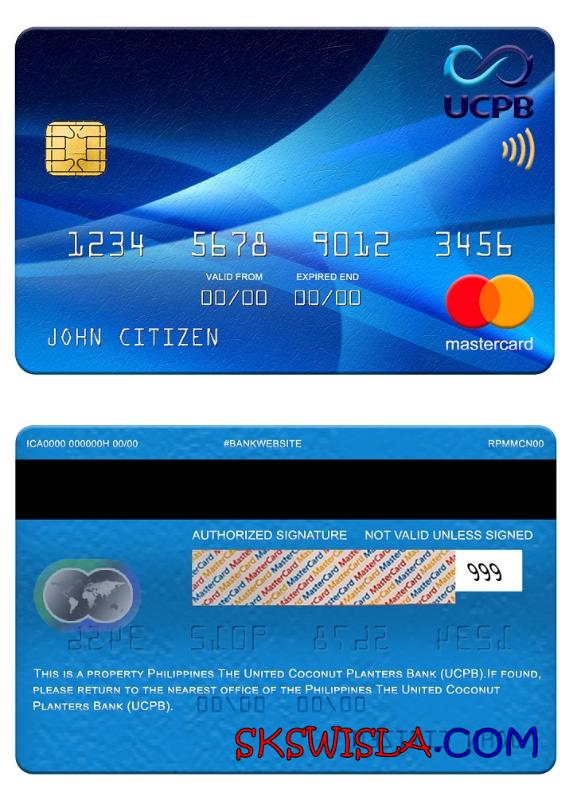 UCPB
1234 5678 9012 3456
VALID FROM EXPIRED END
00/00 00/00
JOHN CITIZEN
mastercard
ICA0000 000000H 00/00 #BANKWEBSITE RPMMCN00
AUTHORIZED SIGNATURE NOT VALID UNLESS SIGNED
MasterCard MasterCard MasterCard
999
THIS IS A PROPERTY PHILIPPINES THE UNITED COCONUT PLANTERS BANK (UCPB).IF FOUND,
PLEASE RETURN TO THE NEAREST OFFICE OF THE PHILIPPINES THE UNITED COCONUT
PLANTERS BANK (UCPB).
SKSWISLA.COM